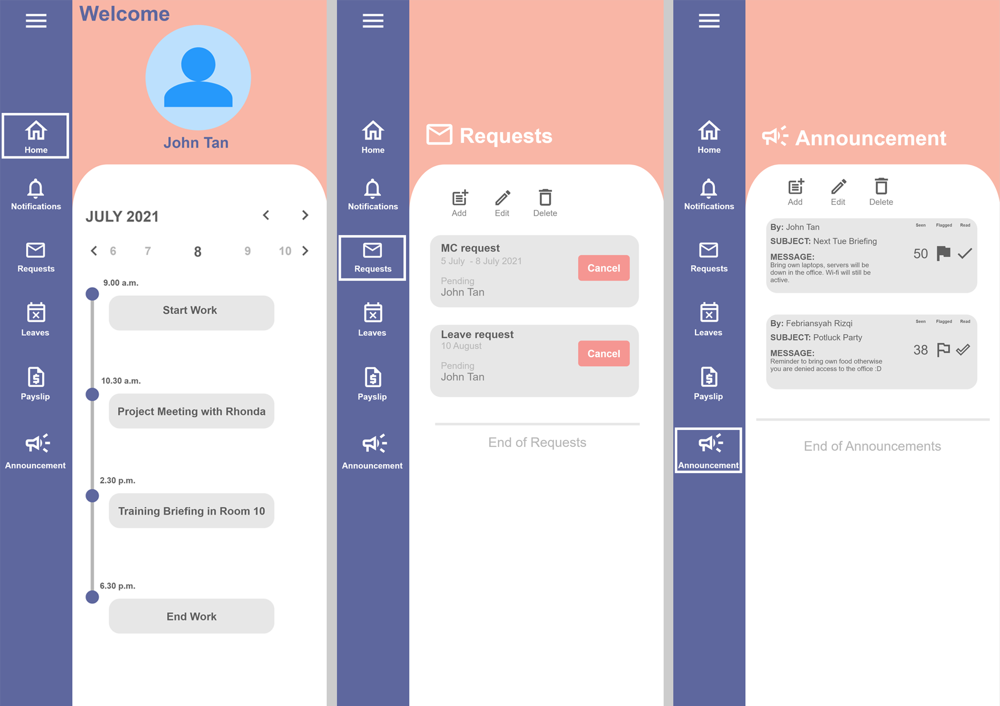 Welcome
John Tan
Home
Notifications
Requests
Leaves
Payslip
Announcement
JULY 2021
6 7 8 9 10
9.00 a.m.
Start Work
10.30 a.m.
Project Meeting with Rhonda
2.30 p.m.
Training Briefing in Room 10
6.30 p.m.
End Work
Home
Notifications
Requests
Leaves
Payslip
Announcement
Requests
Add Edit Delete
MC request
5 July - 8 July 2021
Pending
John Tan
Cancel
Leave request
10 August
Pending
John Tan
Cancel
End of Requests
Home
Notifications
Requests
Leaves
Payslip
Announcement
Announcement
Add Edit Delete
By: John Tan
SUBJECT: Next Tue Briefing
MESSAGE:
Bring own laptops, servers will be
down in the office. Wi-fi will still be
active.
Seen Flagged Read
50
By: Febriansyah Rizqi
SUBJECT: Potluck Party
MESSAGE:
Reminder to bring own food otherwise
you are denied access to the office :D
Seen Flagged Read
38
End of Announcements